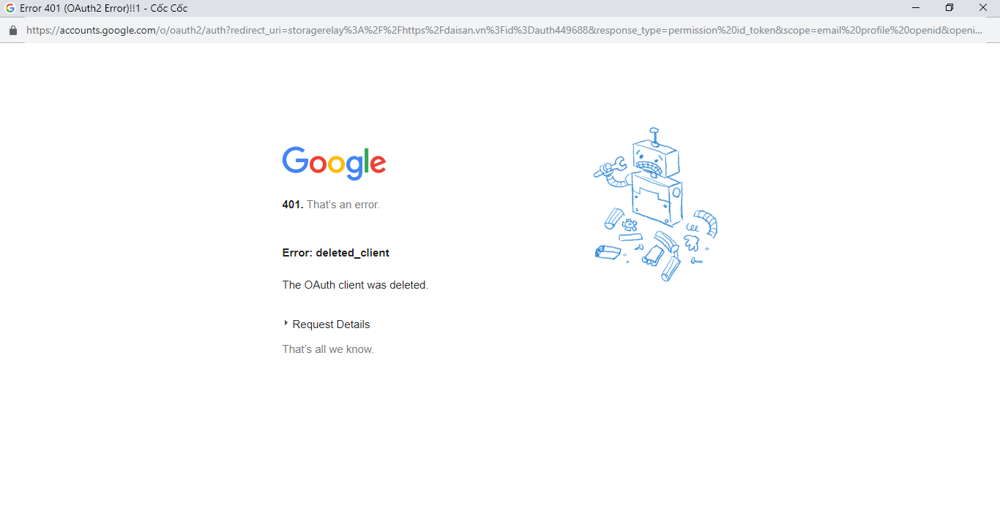 Error 401 (OAuth2 Error)!!1 - Cốc Cốc
https://accounts.google.com/o/oauth2/auth?redirect_uri=storagerelay%3A%2F%2Fhttps%2Fdaisan.vn%3Fid%3Dauth449688&response_type=permission%20id_token&scope=email%20profile%20openid&openi...
Google
401. That's an error.
Error: deleted_client
The OAuth client was deleted.
Request Details
That's all we know.